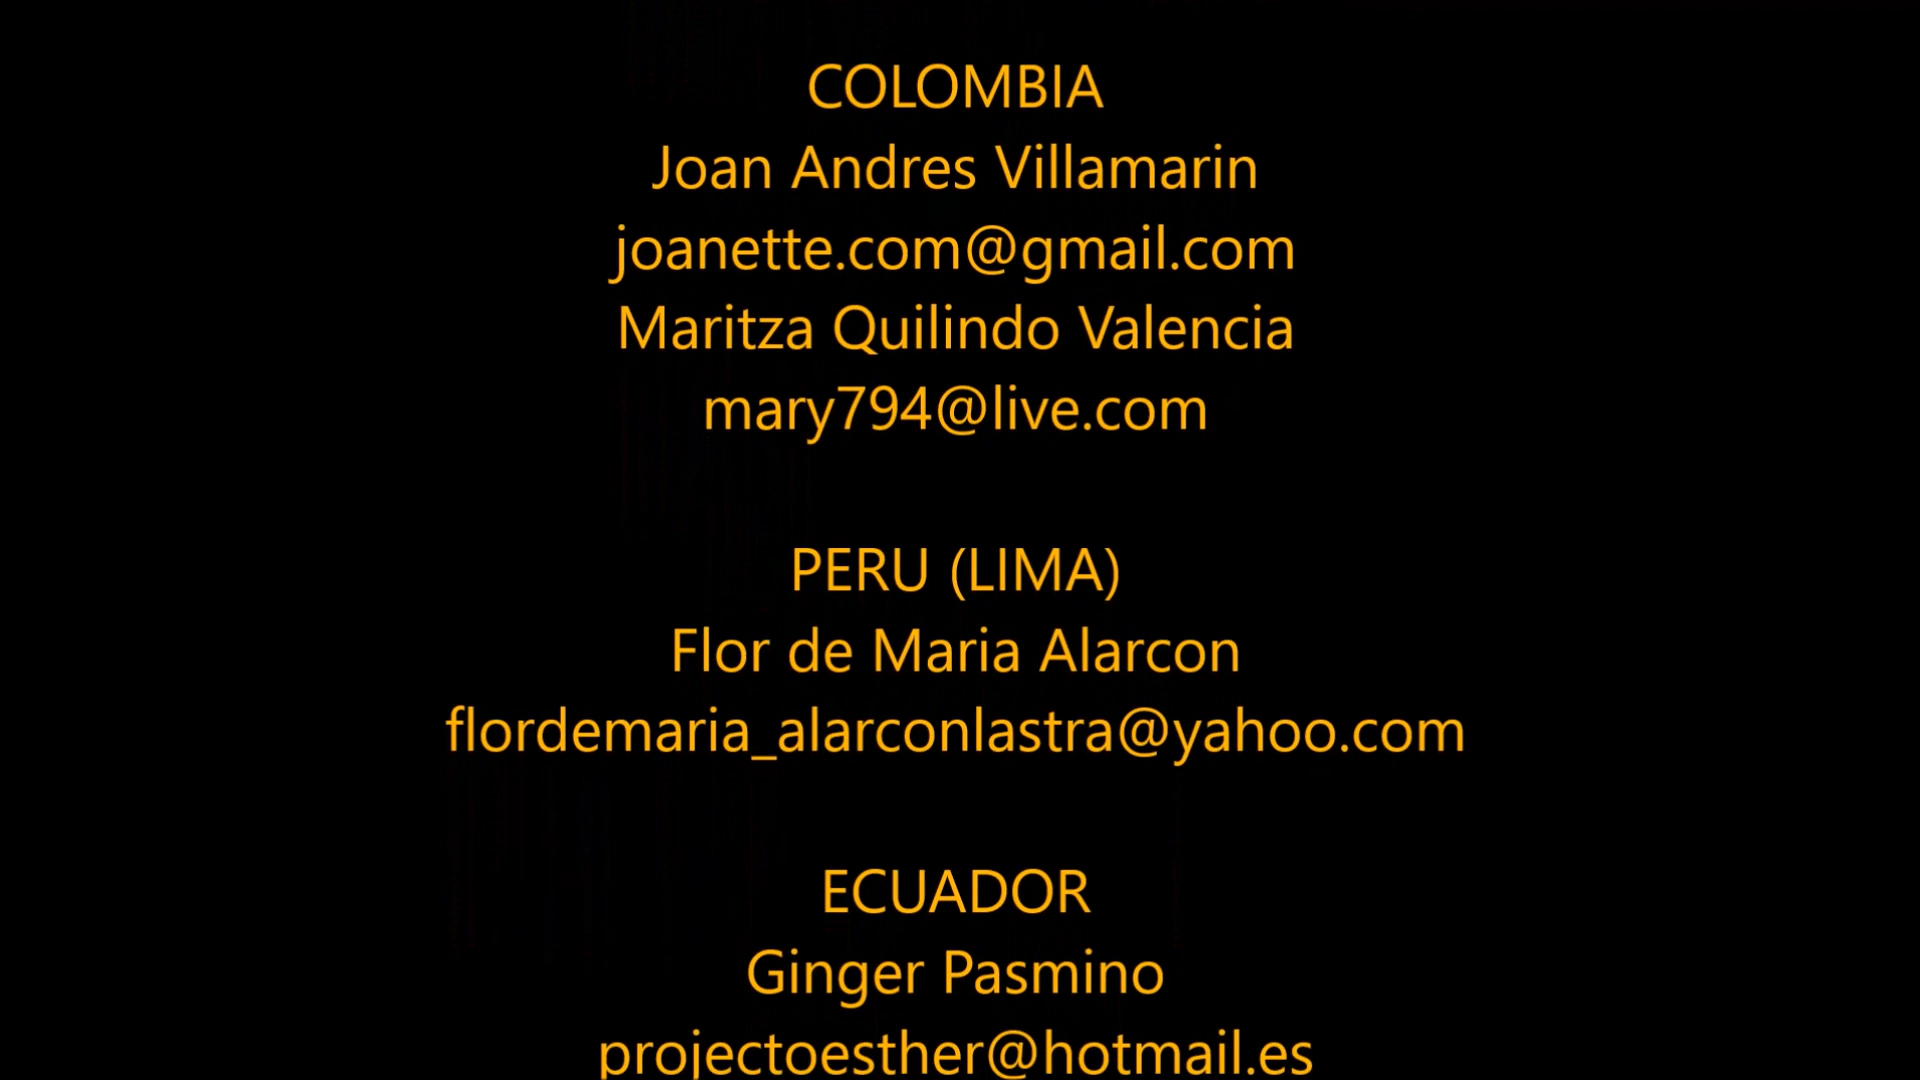 COLOMBIA
Joan Andres Villamarin
joanette.com@gmail.com
Maritza Quilindo Valencia
mary794@live.com
PERU (LIMA)
Flor de Maria Alarcon
flordemaria_alarconlastra@yahoo.com
ECUADOR
Ginger Pasmino
projectoesther@hotmail.es